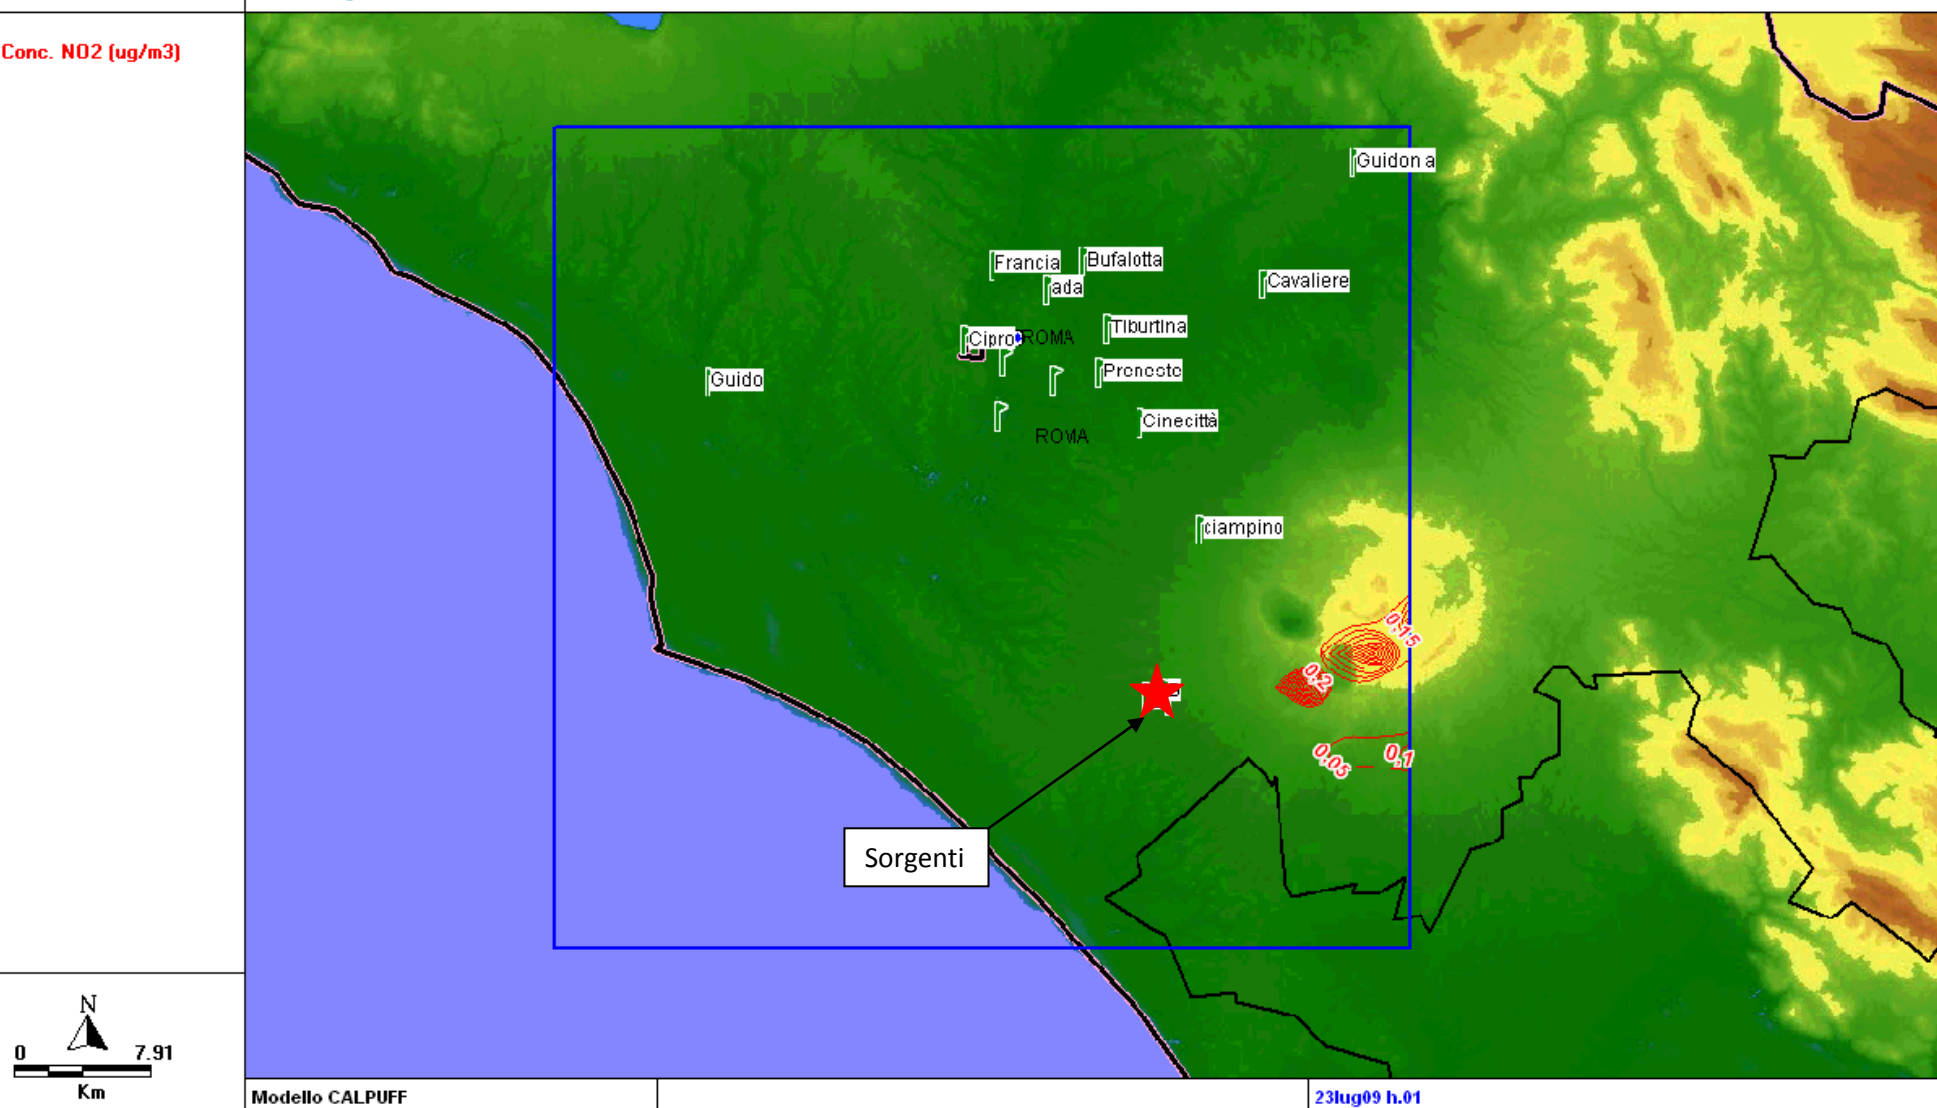 Conc. NO2 (ug/m3)
Guidon a
Francia
Bufalotta
ada
Cavaliere
Tiburtina
Cipro
ROMA
Preneste
Guido
Cinecittà
ROMA
ciampino
0,15
0,2
0,05
0,1
Sorgenti
N
0 7.91
Km
Modello CALPUFF
23lug09 h.01